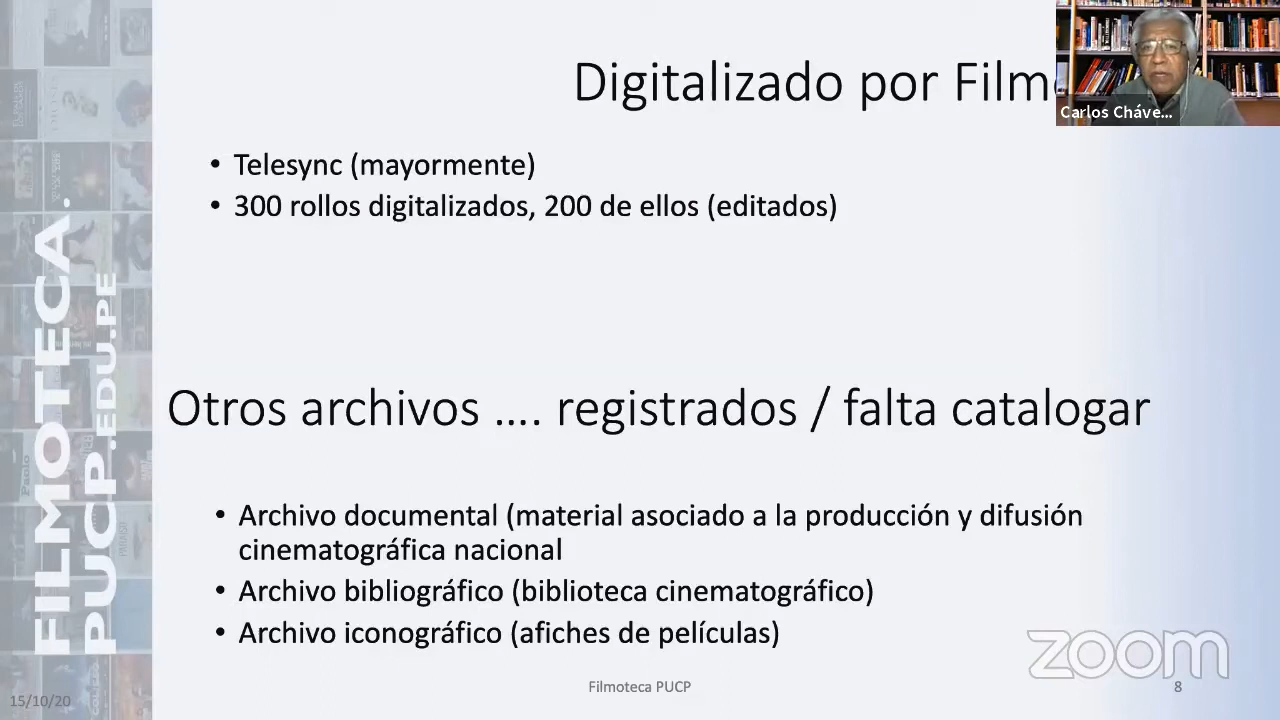 Digitalizado por Film
Carlos Cháve...
• Telesync (mayormente)
• 300 rollos digitalizados, 200 de ellos (editados)
FILMOTECA.
PUCP.EDU.PE
Otros archivos .... registrados / falta catalogar
• Archivo documental (material asociado a la producción y difusión
cinematográfica nacional
• Archivo bibliográfico (biblioteca cinematográfico)
• Archivo iconográfico (afiches de películas)
zoom
15/10/20
Filmoteca PUCP
8